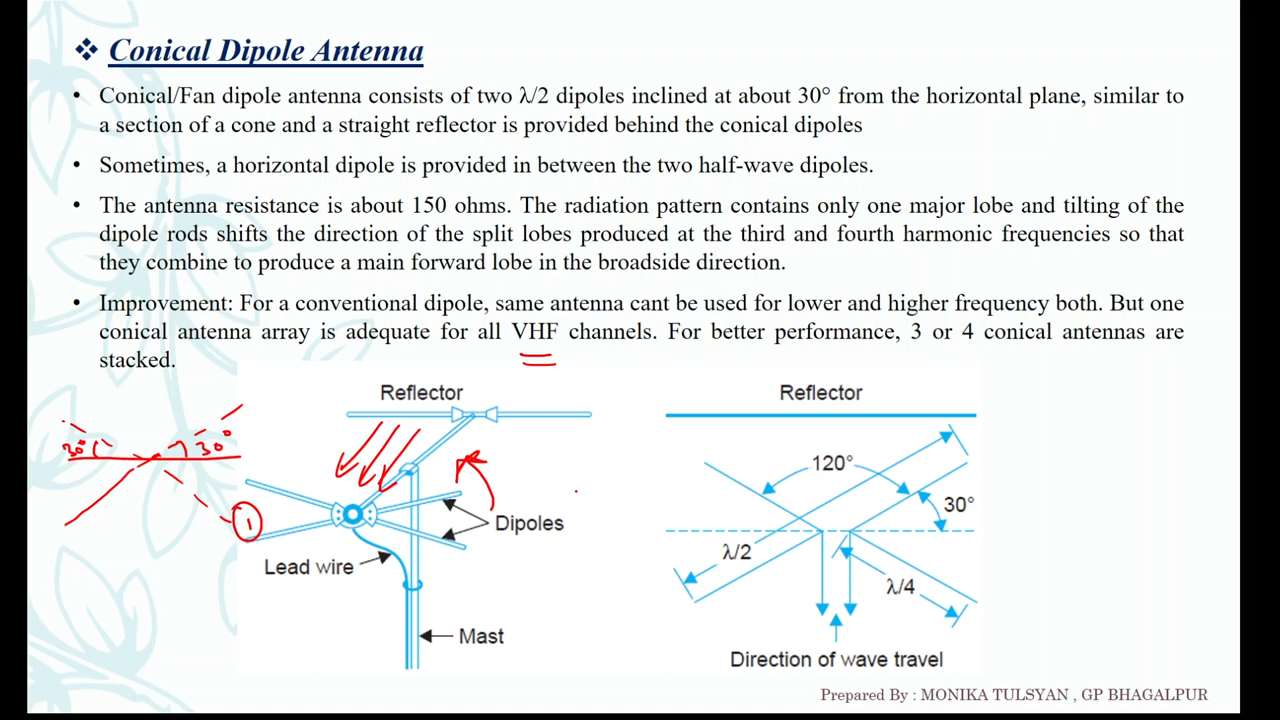 ❖ Conical Dipole Antenna
• Conical/Fan dipole antenna consists of two λ/2 dipoles inclined at about 30° from the horizontal plane, similar to
a section of a cone and a straight reflector is provided behind the conical dipoles
• Sometimes, a horizontal dipole is provided in between the two half-wave dipoles.
• The antenna resistance is about 150 ohms. The radiation pattern contains only one major lobe and tilting of the
dipole rods shifts the direction of the split lobes produced at the third and fourth harmonic frequencies so that
they combine to produce a main forward lobe in the broadside direction.
• Improvement: For a conventional dipole, same antenna cant be used for lower and higher frequency both. But one
conical antenna array is adequate for all VHF channels. For better performance, 3 or 4 conical antennas are
stacked.
30°
30°
1
Reflector
Dipoles
Lead wire
Mast
Reflector
120°
30°
λ/2
λ/4
Direction of wave travel
Prepared By : MONIKA TULSYAN , GP BHAGALPUR